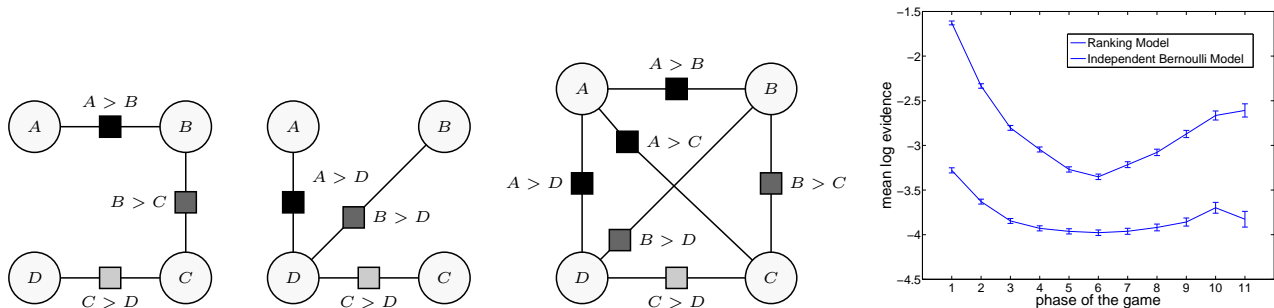 A > B
A
B
B > C
D
C
C > D
A
B
A > D
B > D
D
C
C > D
A > B
A
B
A > C
A > D
B > C
B > D
D
C
C > D
−1.5
−2
−2.5
−3
−3.5
−4
−4.5
mean log evidence
Ranking Model
Independent Bernoulli Model
1 2 3 4 5 6 7 8 9 10 11
phase of the game